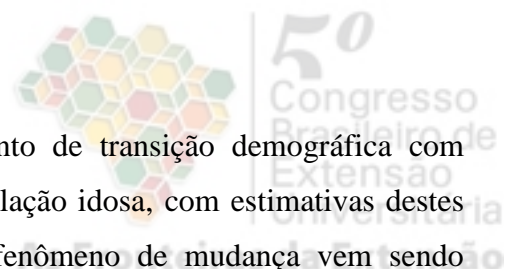 5º
Congresso
Brasileiro de
Extensão
Universitária
nto de transição demográfica com
lação idosa, com estimativas destes
fenômeno de mudança vem sendo